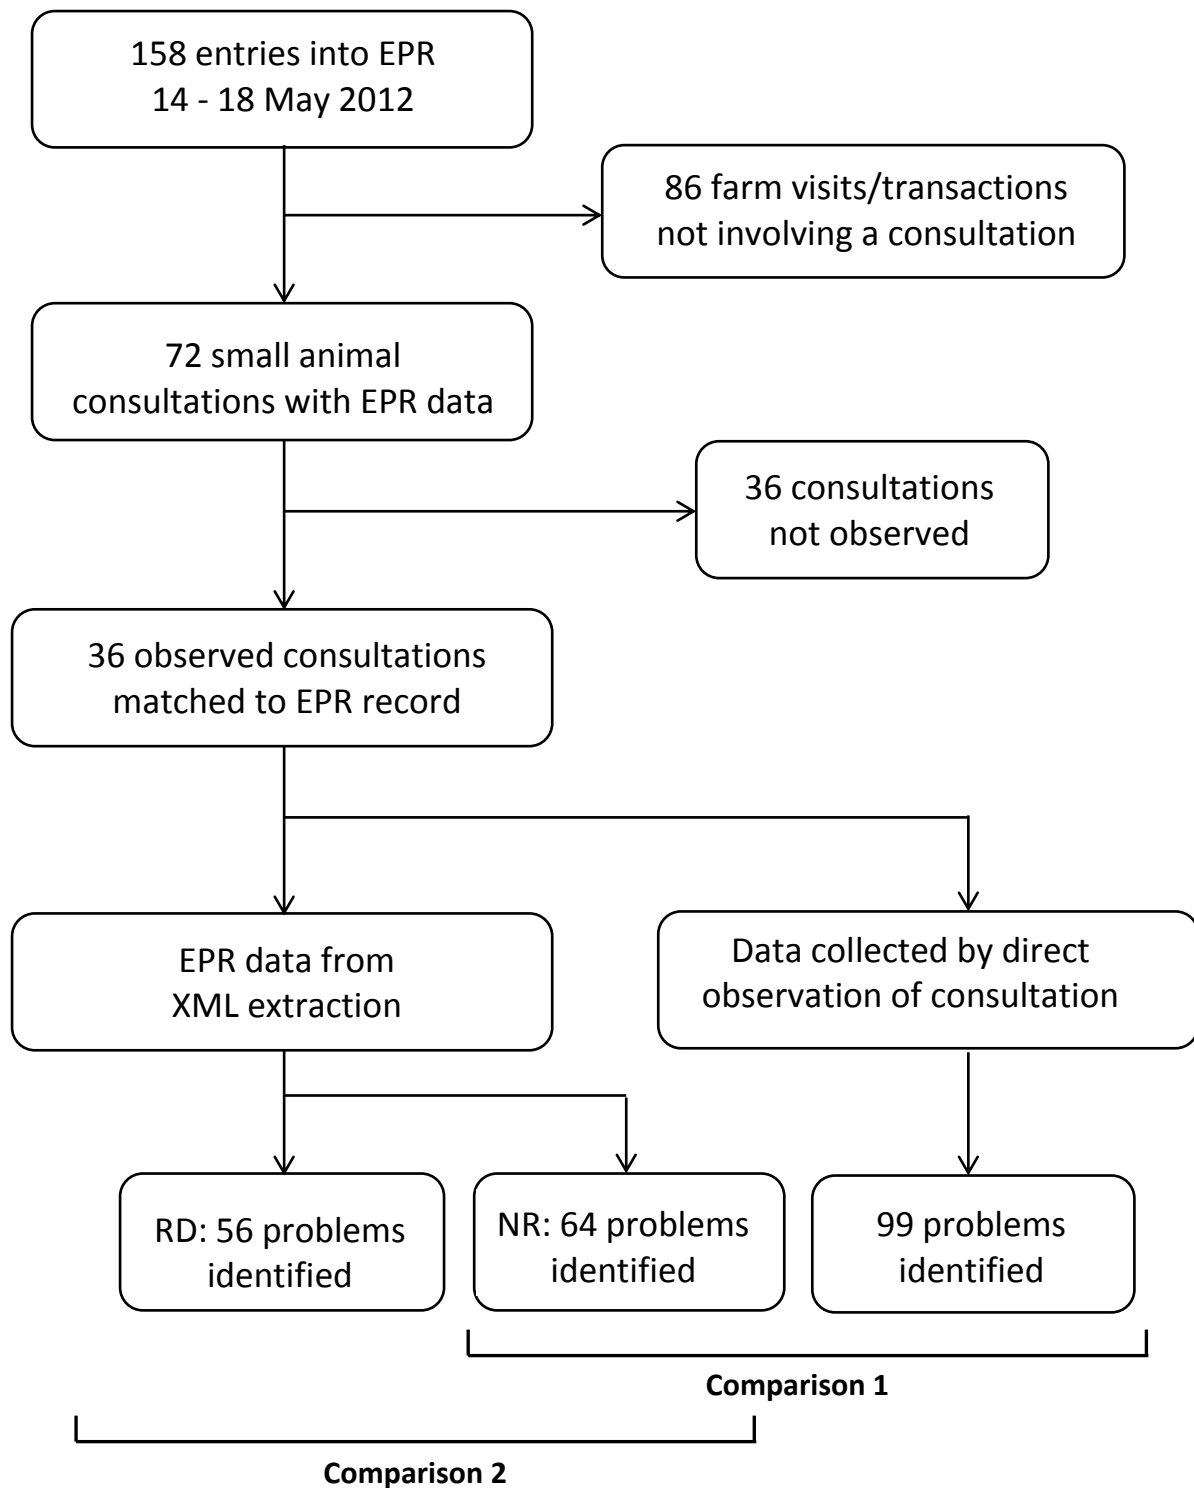 158 entries into EPR
14 - 18 May 2012
86 farm visits/transactions
not involving a consultation
72 small animal
consultations with EPR data
36 consultations
not observed
36 observed consultations
matched to EPR record
EPR data from
XML extraction
Data collected by direct
observation of consultation
RD: 56 problems
identified
NR: 64 problems
identified
99 problems
identified
Comparison 1
Comparison 2